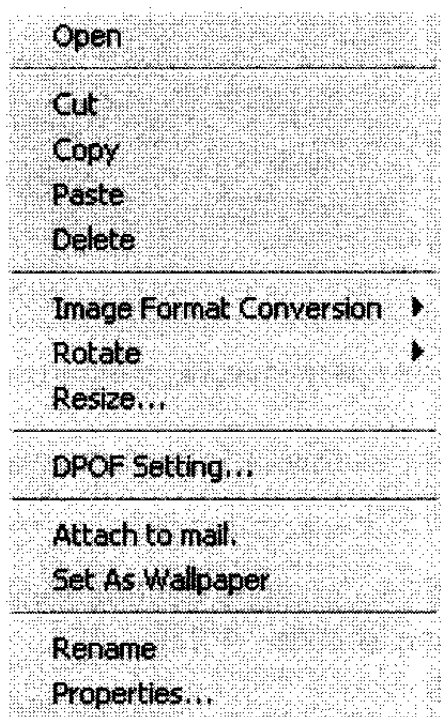 Open
Cut
Copy
Paste
Delete
Image Format Conversion
Rotate
Resize...
DPOF Setting...
Attach to mail.
Set As Wallpaper
Rename
Properties...